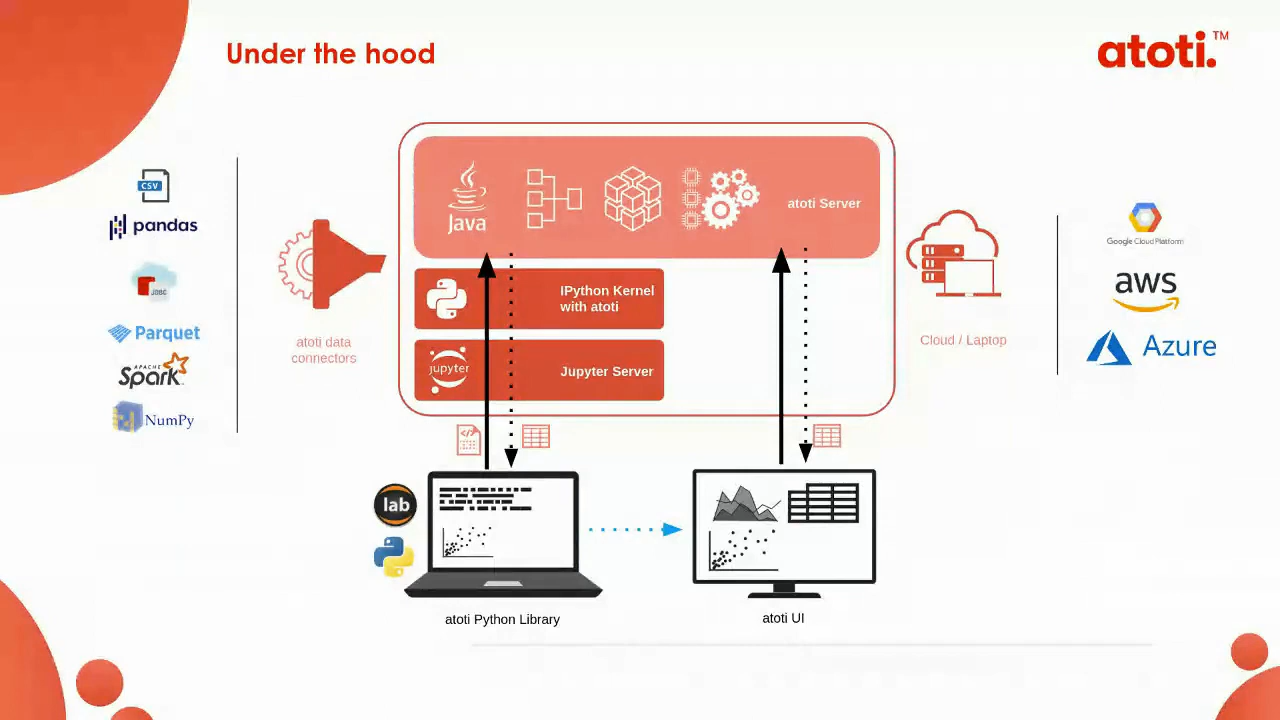 Under the hood
atoti.™
CSV
pandas
JDBC
Parquet
APACHE
Spark
NumPy
atoti data
connectors
Java
atoti Server
IPython Kernel
with atoti
jupyter
Jupyter Server
Cloud / Laptop
Google Cloud Platform
aws
Azure
</>
lab
atoti Python Library
atoti UI